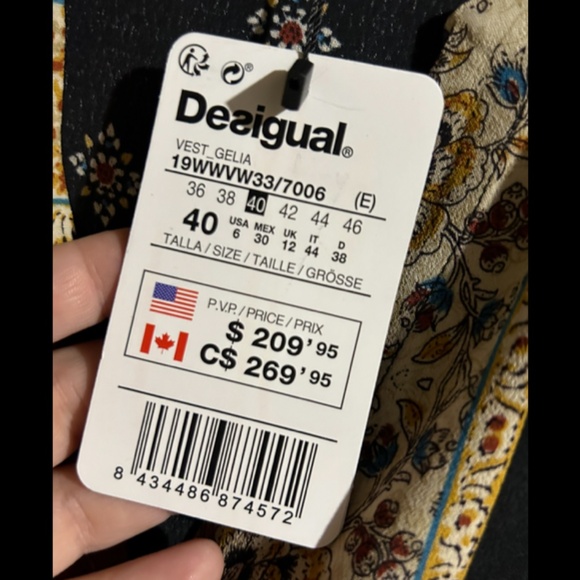 Desigual®
VEST_GELIA
19WWVW33/7006 (E)
36 38 40 42 44 46
40 USA 6 MEX 30 UK 12 IT 44 D 38
TALLA / SIZE / TAILLE / GRÖSSE
P.V.P. / PRICE / PRIX
$ 209'95
C$ 269'95
8 434486 874572